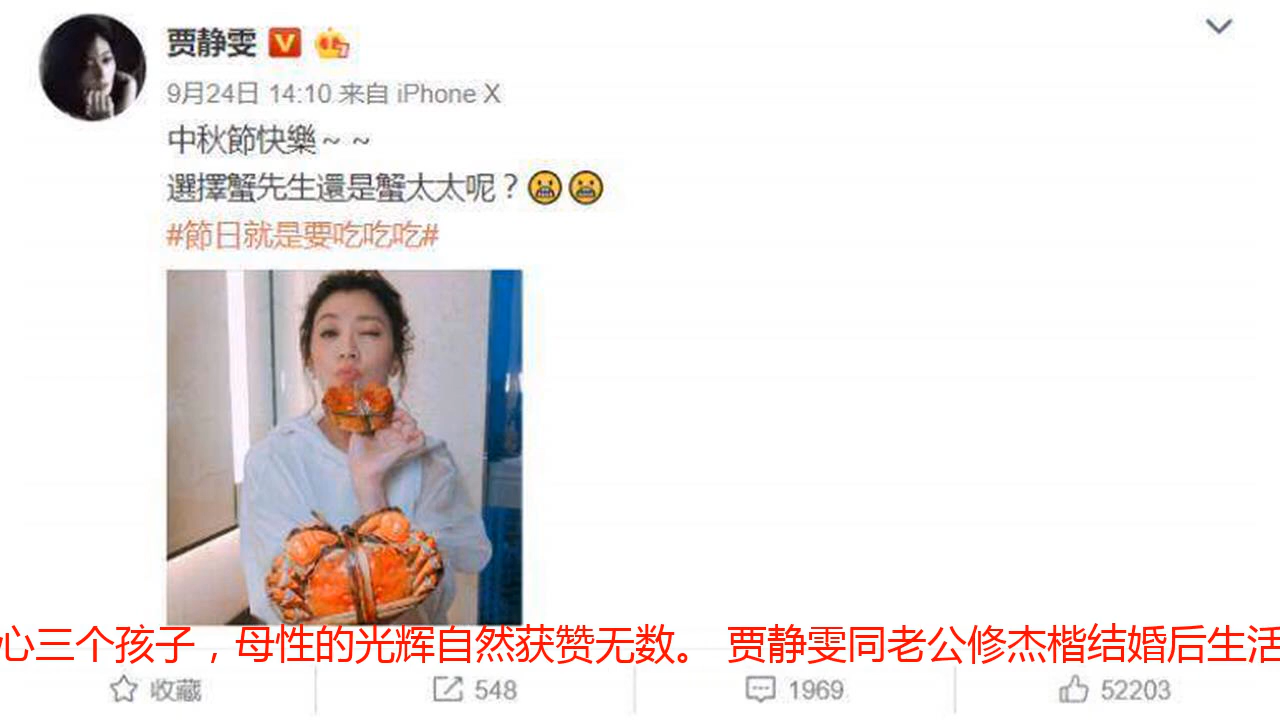 贾静雯
9月24日 14:10 来自 iPhone X
中秋節快樂~ ~
選擇蟹先生還是蟹太太呢？
#節日就是要吃吃吃#
心三个孩子，母性的光辉自然获赞无数。 贾静雯同老公修杰楷结婚后生活
收藏 548 1969 52203